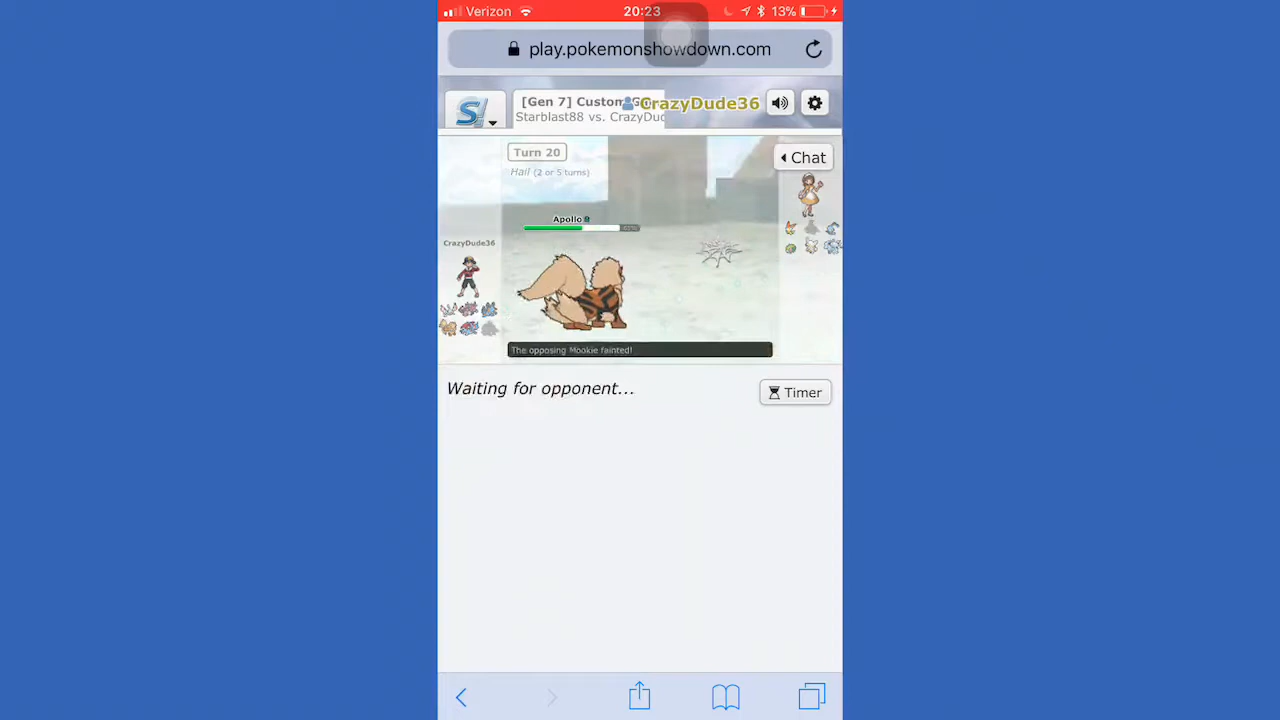 Verizon 20:23 13%
play.pokemonshowdown.com
[Gen 7] Custom
CrazyDude36
Starblast88 vs. CrazyDud
Turn 20
Chat
Hail (2 or 5 turns)
Apollo
CrazyDude36
The opposing Mookie fainted!
Waiting for opponent...
Timer